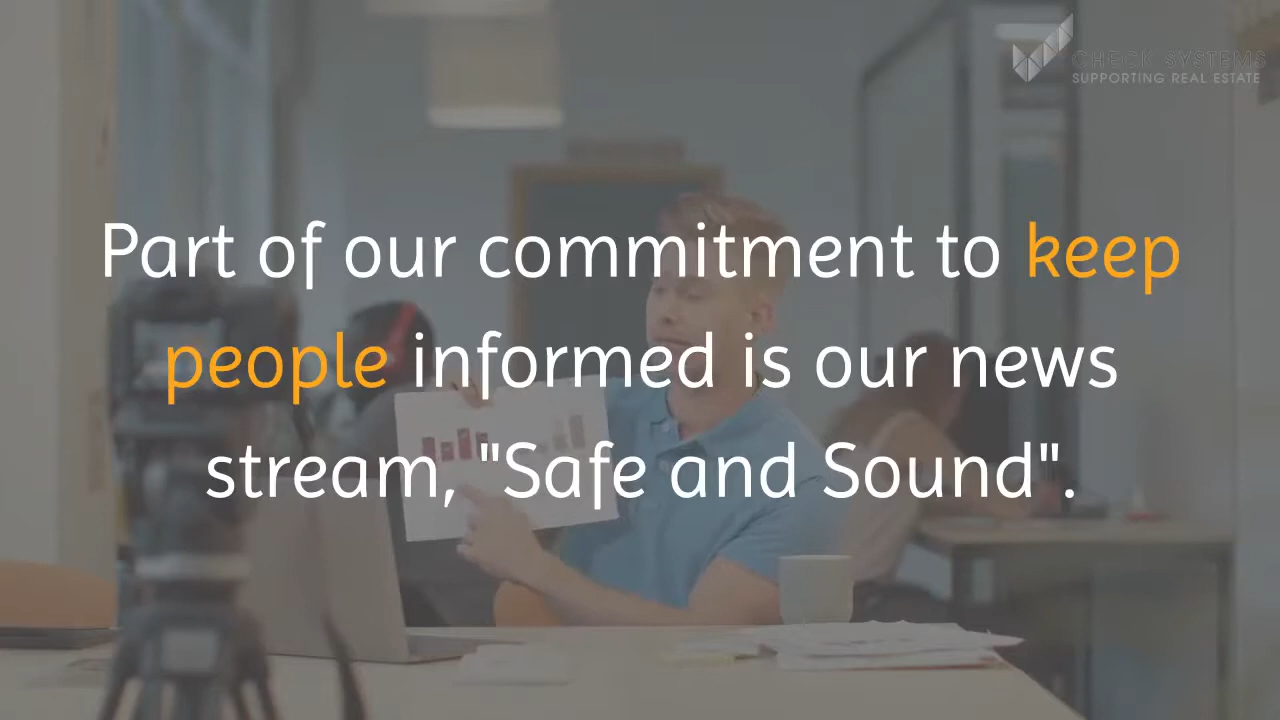 CHECK SYSTEMS
SUPPORTING REAL ESTATE
Part of our commitment to keep
people informed is our news
stream, "Safe and Sound".